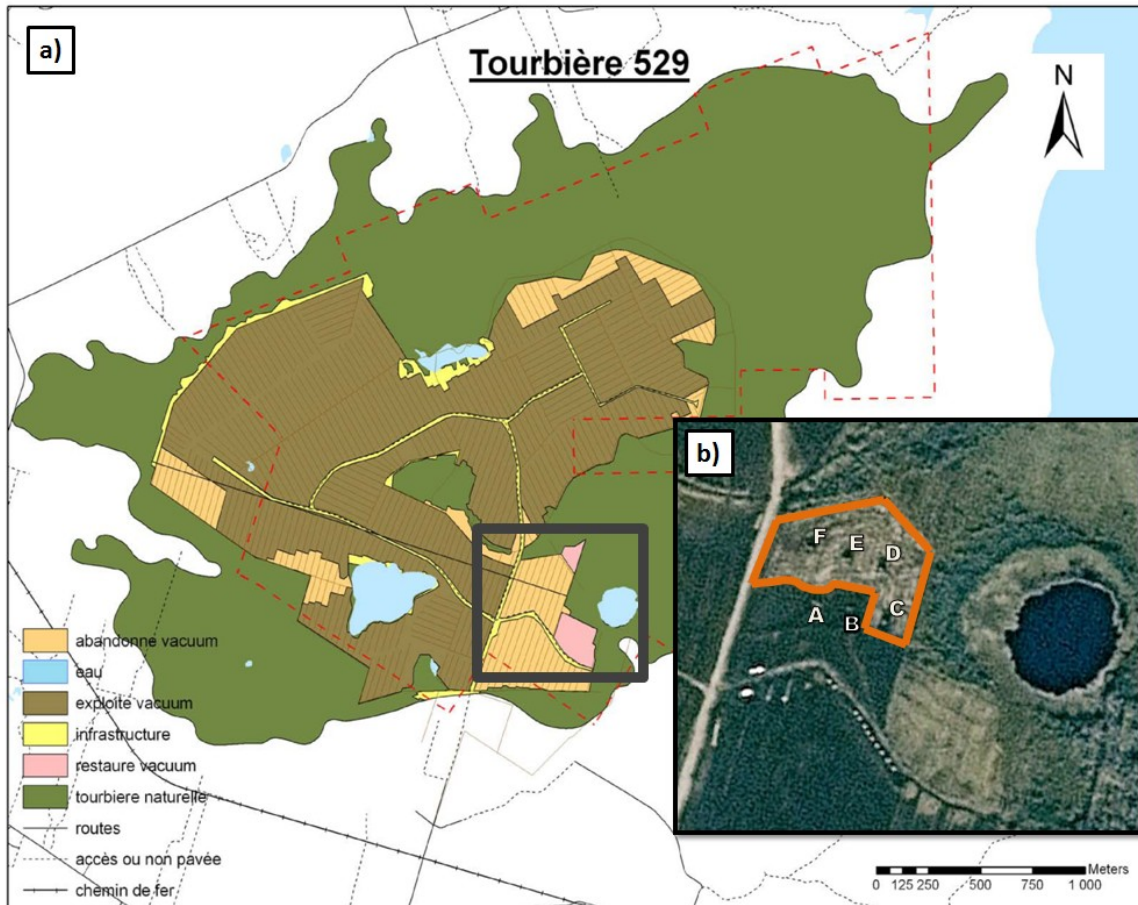 a)
Tourbière 529
N
b)
F
E
D
A
B
C
abandonne vacuum
eau
exploite vacuum
infrastructure
restaure vacuum
tourbiere naturelle
routes
accès ou non pavée
chemin de fer
Meters
0 125 250 500 750 1 000